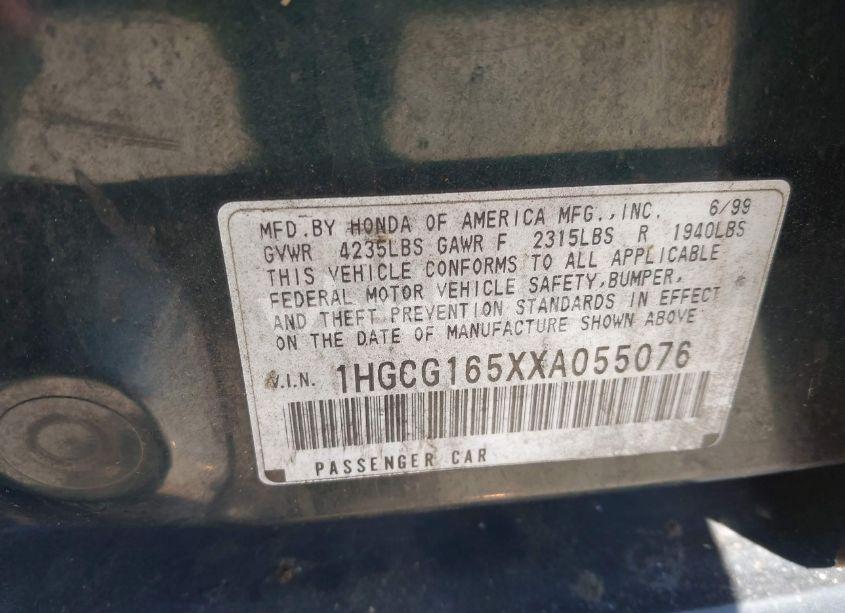 MFD.BY HONDA OF AMERICA MFG.,INC. 6/99
GVWR 4235LBS GAWR F 2315LBS R 1940LBS
THIS VEHICLE CONFORMS TO ALL APPLICABLE
FEDERAL MOTOR VEHICLE SAFETY,BUMPER,
AND THEFT PREVENTION STANDARDS IN EFFECT
ON THE DATE OF MANUFACTURE SHOWN ABOVE
V.I.N. 1HGCG165XXA055076
PASSENGER CAR